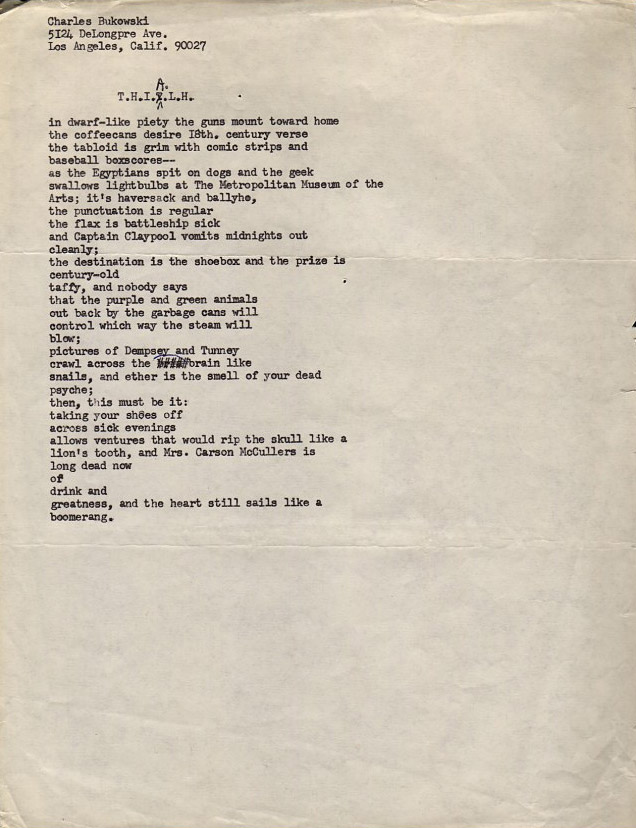 Charles Bukowski
5124 DeLongpre Ave.
Los Angeles, Calif. 90027
A.
T.H.I.X.L.H.
in dwarf-like piety the guns mount toward home
the coffeecans desire 18th. century verse
the tabloid is grim with comic strips and
baseball boxscores--
as the Egyptians spit on dogs and the geek
swallows lightbulbs at The Metropolitan Museum of the
Arts; it's haversack and ballyho,
the punctuation is regular
the flax is battleship sick
and Captain Claypool vomits midnights out
cleanly;
the destination is the shoebox and the prize is
century-old
taffy, and nobody says
that the purple and green animals
out back by the garbage cans will
control which way the steam will
blow;
pictures of Dempsey and Tunney
crawl across the brain like
snails, and ether is the smell of your dead
psyche;
then, this must be it:
taking your shoes off
across sick evenings
allows ventures that would rip the skull like a
lion's tooth, and Mrs. Carson McCullers is
long dead now
of
drink and
greatness, and the heart still sails like a
boomerang.